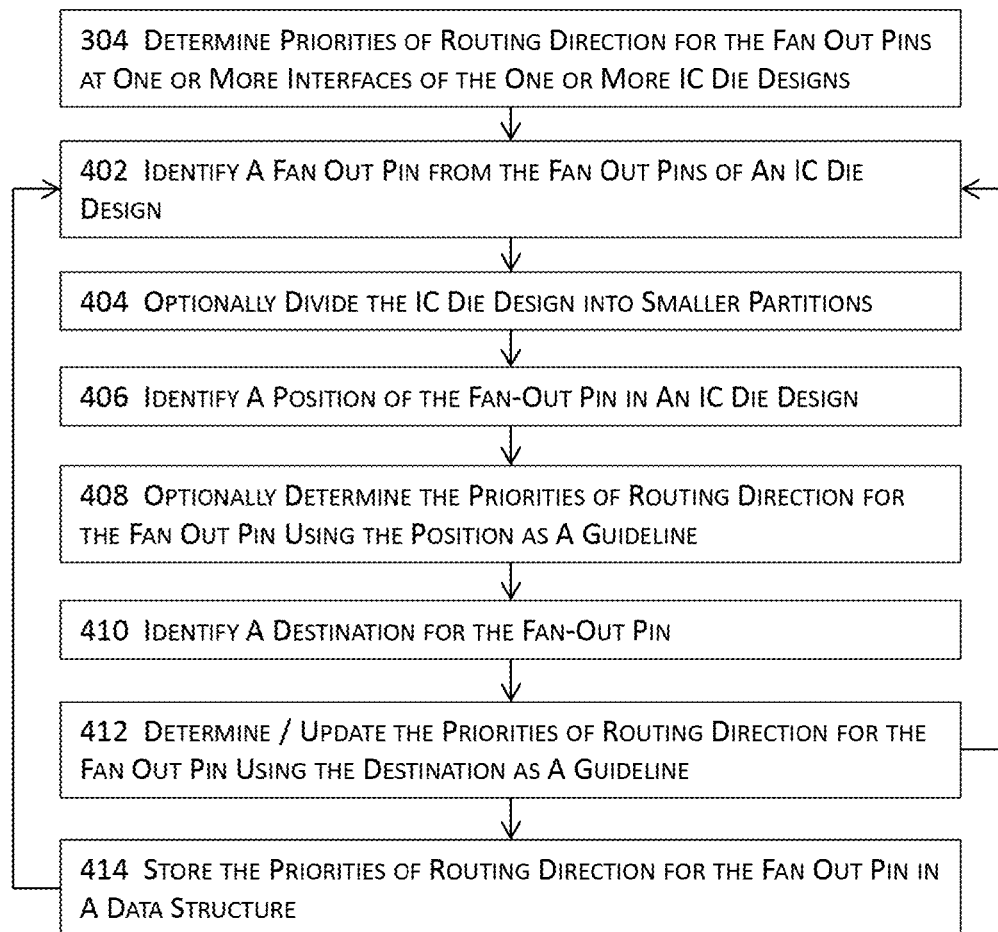 304 Determine Priorities of Routing Direction for the Fan Out Pins
at One or More Interfaces of the One or More IC Die Designs
402 Identify A Fan Out Pin from the Fan Out Pins of An IC Die
Design
404 Optionally Divide the IC Die Design into Smaller Partitions
406 Identify A Position of the Fan-Out Pin in An IC Die Design
408 Optionally Determine the Priorities of Routing Direction for
the Fan Out Pin Using the Position as A Guideline
410 Identify A Destination for the Fan-Out Pin
412 Determine / Update the Priorities of Routing Direction for the
Fan Out Pin Using the Destination as A Guideline
414 Store the Priorities of Routing Direction for the Fan Out Pin in
A Data Structure